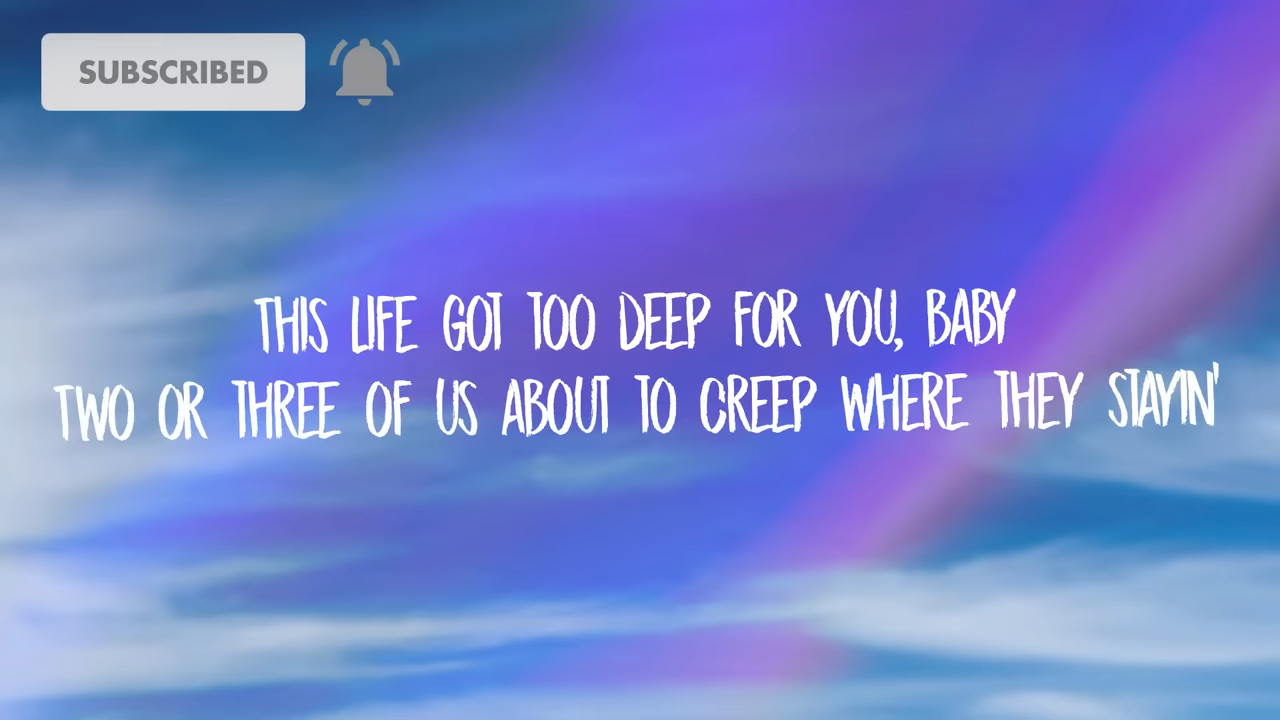 SUBSCRIBED
THIS LIFE GOT TOO DEEP FOR YOU, BABY
TWO OR THREE OF US ABOUT TO CREEP WHERE THEY STAYIN'